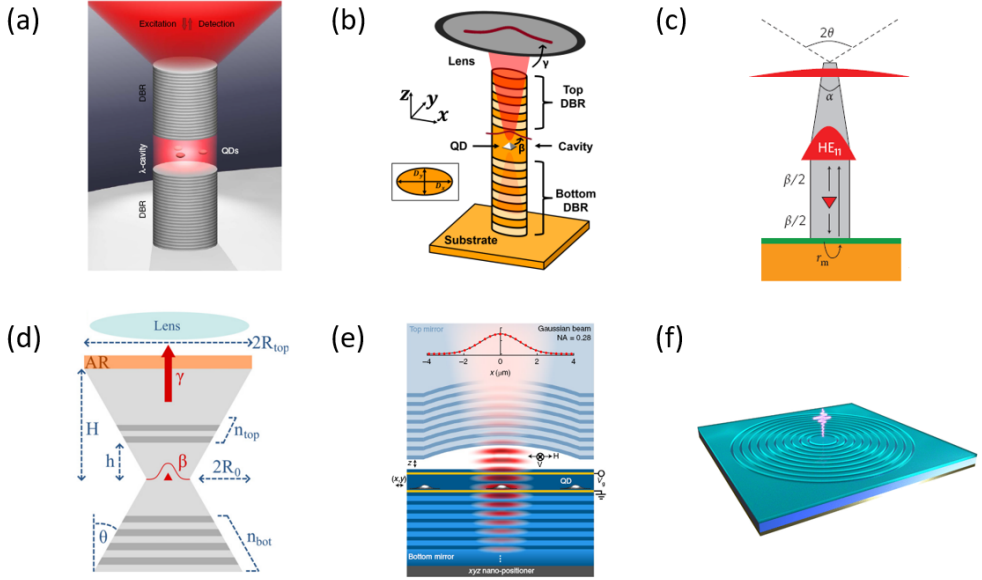 (a)
Excitation Detection
DBR
λ-cavity
QDs
DBR
(b)
Lens
γ
Top
DBR
z
y
x
QD
β
Cavity
Dy
Dx
Bottom
DBR
Substrate
(c)
2θ
α
HE11
β/2
β/2
rm
(d)
Lens
2Rtop
AR
γ
H
ntop
h
β
2R0
θ
nbot
(e)
Top mirror
r
Gaussian beam
NA = 0.28
−4 −2 0 2 4
x (μm)
H
V
z
(x,y)
QD
Vg
Bottom mirror
xyz nano-positioner
(f)